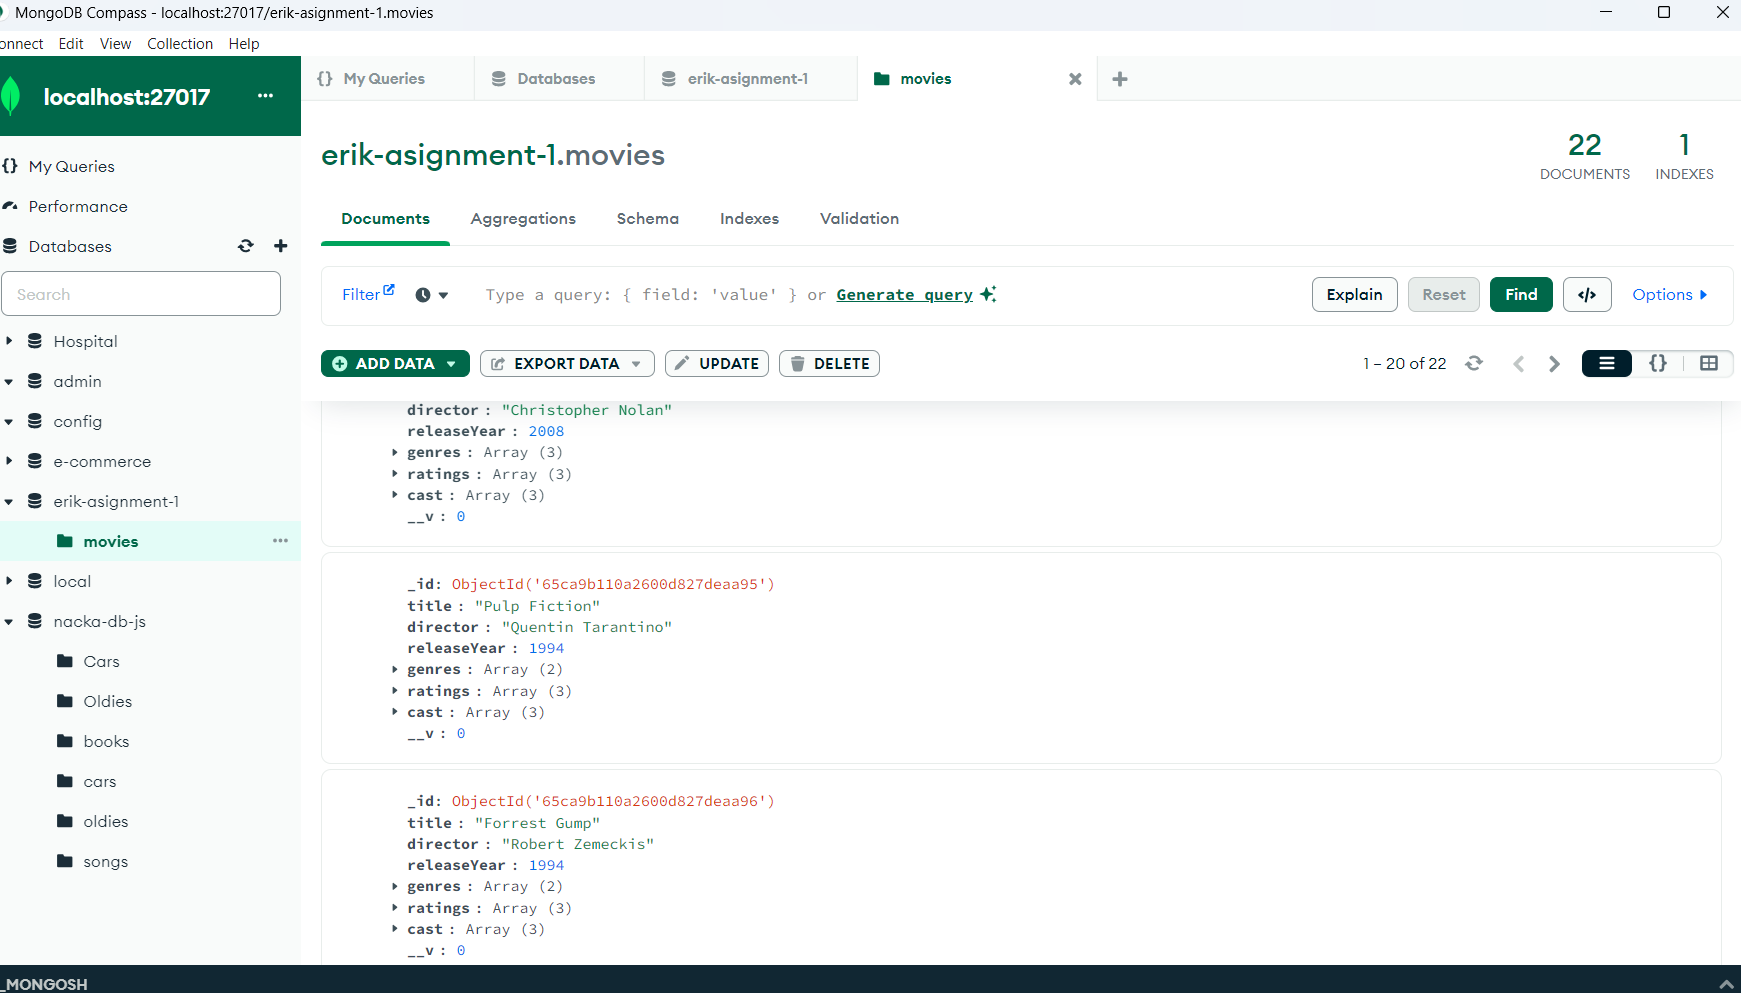 MongoDB Compass - localhost:27017/erik-asignment-1.movies
onnect Edit View Collection Help
localhost:27017 ...
My Queries
Performance
Databases
Search
Hospital
admin
config
e-commerce
erik-asignment-1
movies
local
nacka-db-js
Cars
Oldies
books
cars
oldies
songs
{} My Queries
Databases
erik-asignment-1
movies
erik-asignment-1.movies
22 DOCUMENTS
1 INDEXES
Documents Aggregations Schema Indexes Validation
Filter Type a query: { field: 'value' } or Generate query Explain Reset Find </> Options
ADD DATA EXPORT DATA UPDATE DELETE 1 – 20 of 22 {}
director : "Christopher Nolan"
releaseYear : 2008
genres : Array (3)
ratings : Array (3)
cast : Array (3)
__v : 0
_id: ObjectId('65ca9b110a2600d827deaa95')
title : "Pulp Fiction"
director : "Quentin Tarantino"
releaseYear : 1994
genres : Array (2)
ratings : Array (3)
cast : Array (3)
__v : 0
_id: ObjectId('65ca9b110a2600d827deaa96')
title : "Forrest Gump"
director : "Robert Zemeckis"
releaseYear : 1994
genres : Array (2)
ratings : Array (3)
cast : Array (3)
__v : 0
_MONGOSH